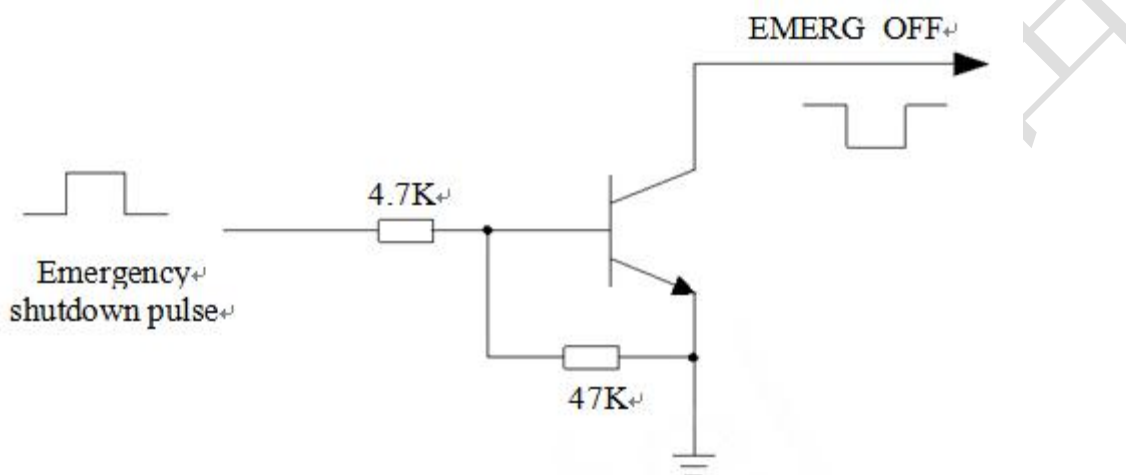 EMERG OFF↵
4.7K↵
Emergency↵
shutdown pulse↵
47K↵